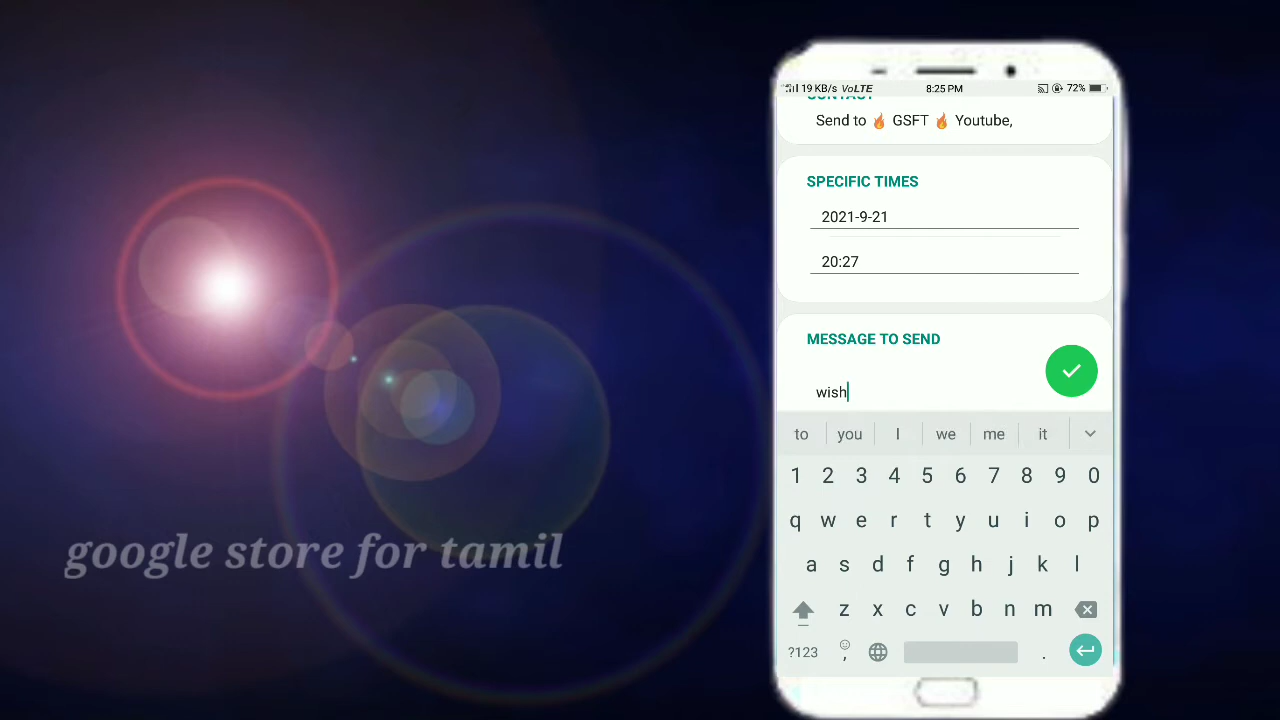 19 KB/s VoLTE 8:25 PM 72%
CONTACT
Send to 🔥 GSFT 🔥 Youtube,
SPECIFIC TIMES
2021-9-21
20:27
MESSAGE TO SEND
wish
to you I we me it
1 2 3 4 5 6 7 8 9 0
q w e r t y u i o p
a s d f g h j k l
z x c v b n m
?123 , .
google store for tamil